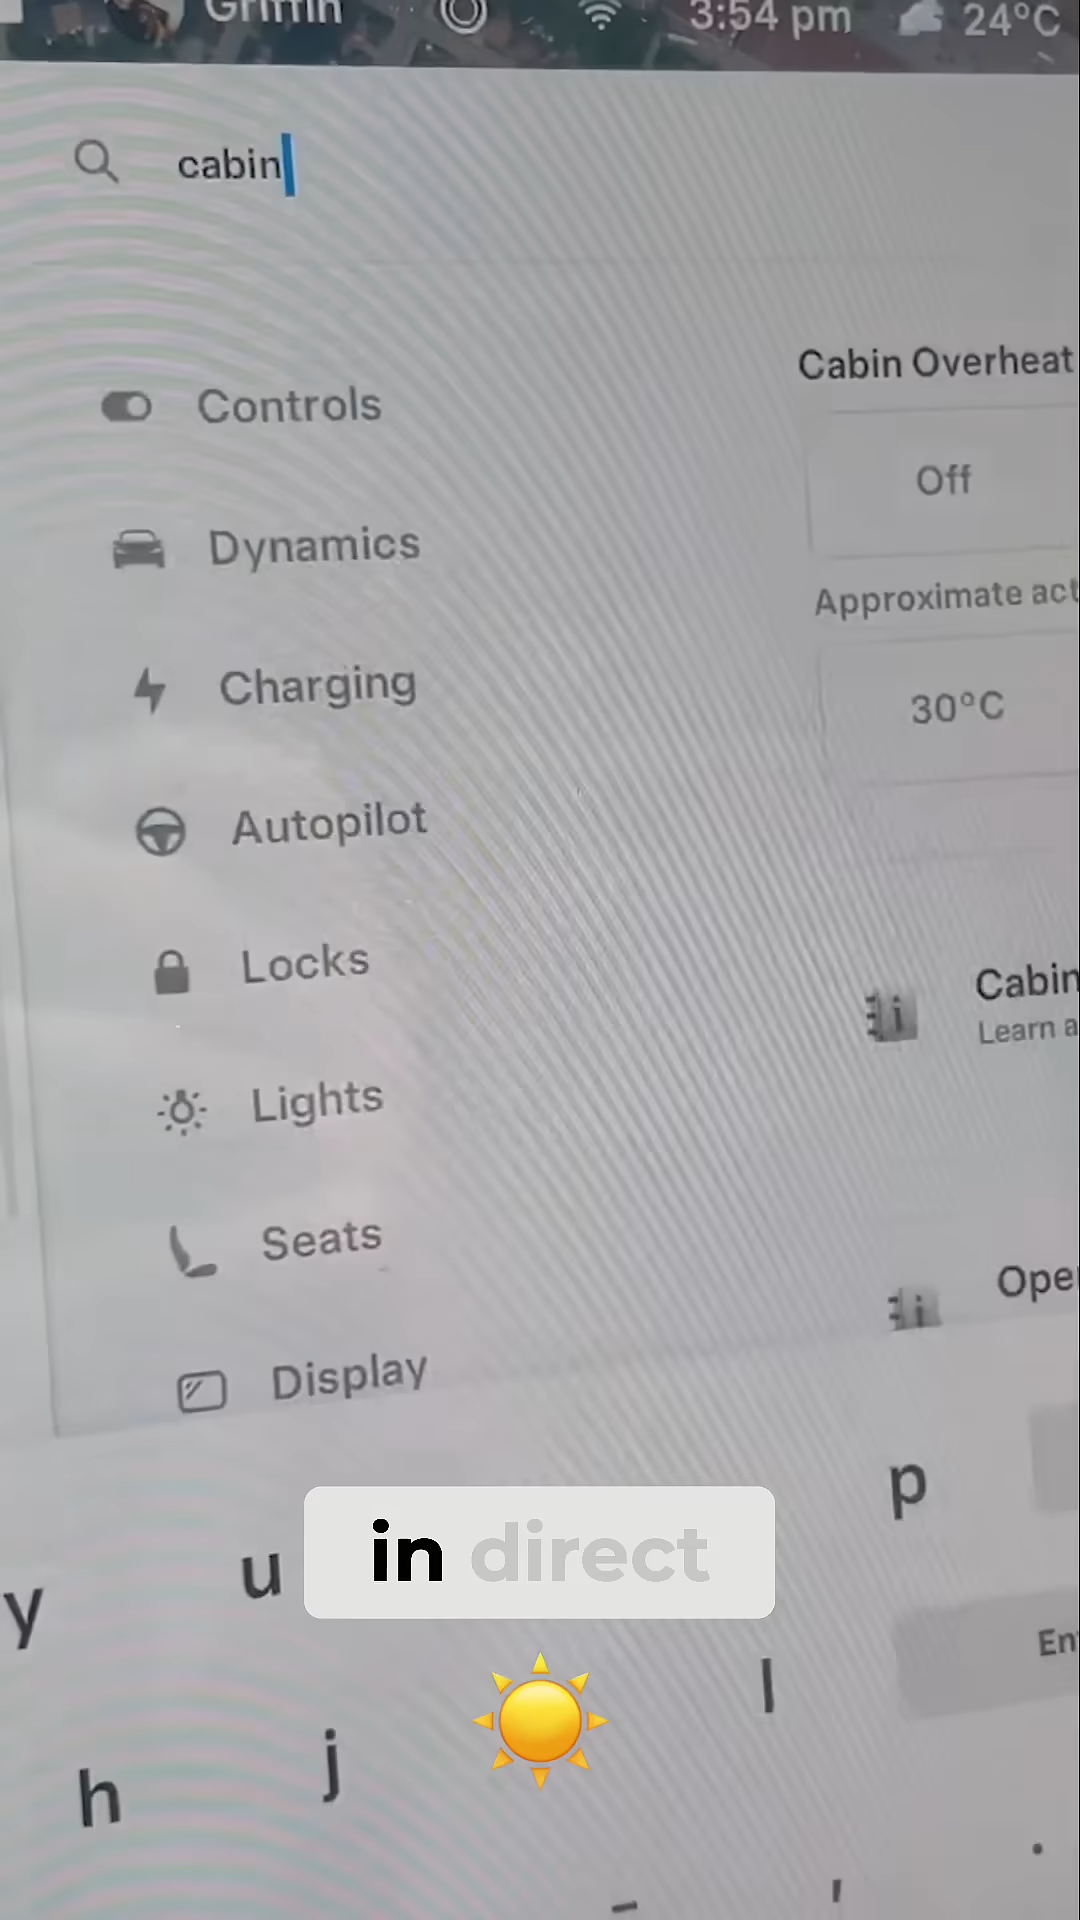 Griffin 3:54 pm 24°C
cabin
Cabin Overheat
Controls
Off
Dynamics
Approximate act
Charging
30°C
Autopilot
Locks
Cabin
Learn a
Lights
Seats
Ope
Display
p
in direct
y u
En
l
h j